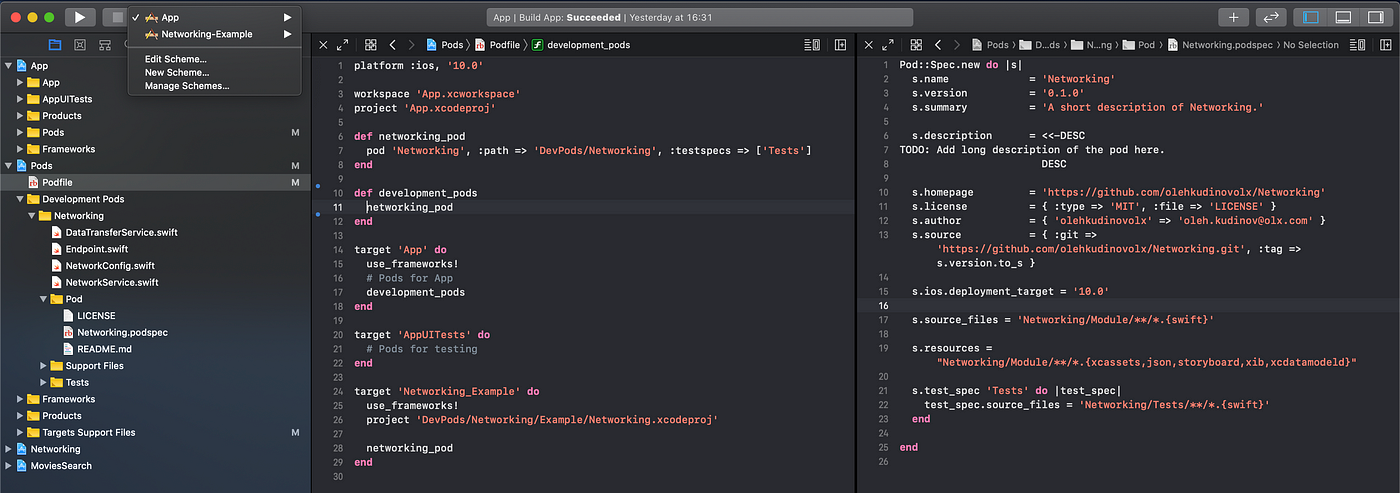 App
Networking-Example
Edit Scheme...
New Scheme...
Manage Schemes...
App | Build App: Succeeded | Yesterday at 16:31
App
App
AppUITests
Products
Pods M
Frameworks
Pods M
Podfile M
Development Pods
Networking
DataTransferService.swift
Endpoint.swift
NetworkConfig.swift
NetworkService.swift
Pod
LICENSE
Networking.podspec
README.md
Support Files
Tests
Frameworks
Products
Targets Support Files M
Networking
MoviesSearch
Pods Podfile development_pods
1 platform :ios, '10.0'
2
3 workspace 'App.xcworkspace'
4 project 'App.xcodeproj'
5
6 def networking_pod
7 pod 'Networking', :path => 'DevPods/Networking', :testspecs => ['Tests']
8 end
9
10 def development_pods
11 networking_pod
12 end
13
14 target 'App' do
15 use_frameworks!
16 # Pods for App
17 development_pods
18 end
19
20 target 'AppUITests' do
21 # Pods for testing
22 end
23
24 target 'Networking_Example' do
25 use_frameworks!
26 project 'DevPods/Networking/Example/Networking.xcodeproj'
27
28 networking_pod
29 end
30
Pods D...ds N...ng Pod Networking.podspec No Selection
1 Pod::Spec.new do |s|
2 s.name = 'Networking'
3 s.version = '0.1.0'
4 s.summary = 'A short description of Networking.'
5
6 s.description = <<-DESC
7 TODO: Add long description of the pod here.
8 DESC
9
10 s.homepage = 'https://github.com/olehkudinovolx/Networking'
11 s.license = { :type => 'MIT', :file => 'LICENSE' }
12 s.author = { 'olehkudinovolx' => 'oleh.kudinov@olx.com' }
13 s.source = { :git =>
'https://github.com/olehkudinovolx/Networking.git', :tag =>
s.version.to_s }
14
15 s.ios.deployment_target = '10.0'
16
17 s.source_files = 'Networking/Module/**/*.{swift}'
18
19 s.resources =
"Networking/Module/**/*.{xcassets,json,storyboard,xib,xcdatamodeld}"
20
21 s.test_spec 'Tests' do |test_spec|
22 test_spec.source_files = 'Networking/Tests/**/*.{swift}'
23 end
24
25 end
26